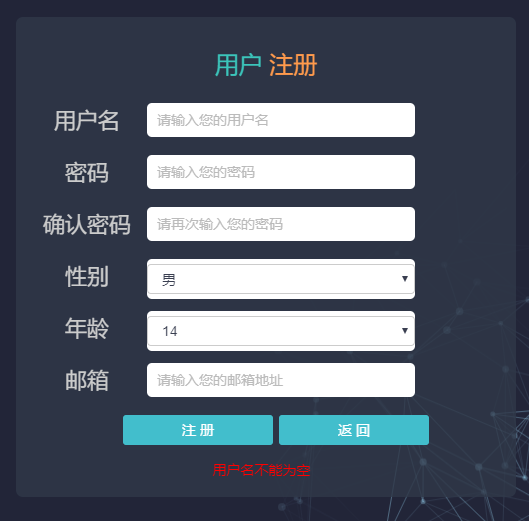 用户 注册
用户名 请输入您的用户名
密码 请输入您的密码
确认密码 请再次输入您的密码
性别 男
年龄 14
邮箱 请输入您的邮箱地址
注 册 返 回
用户名不能为空